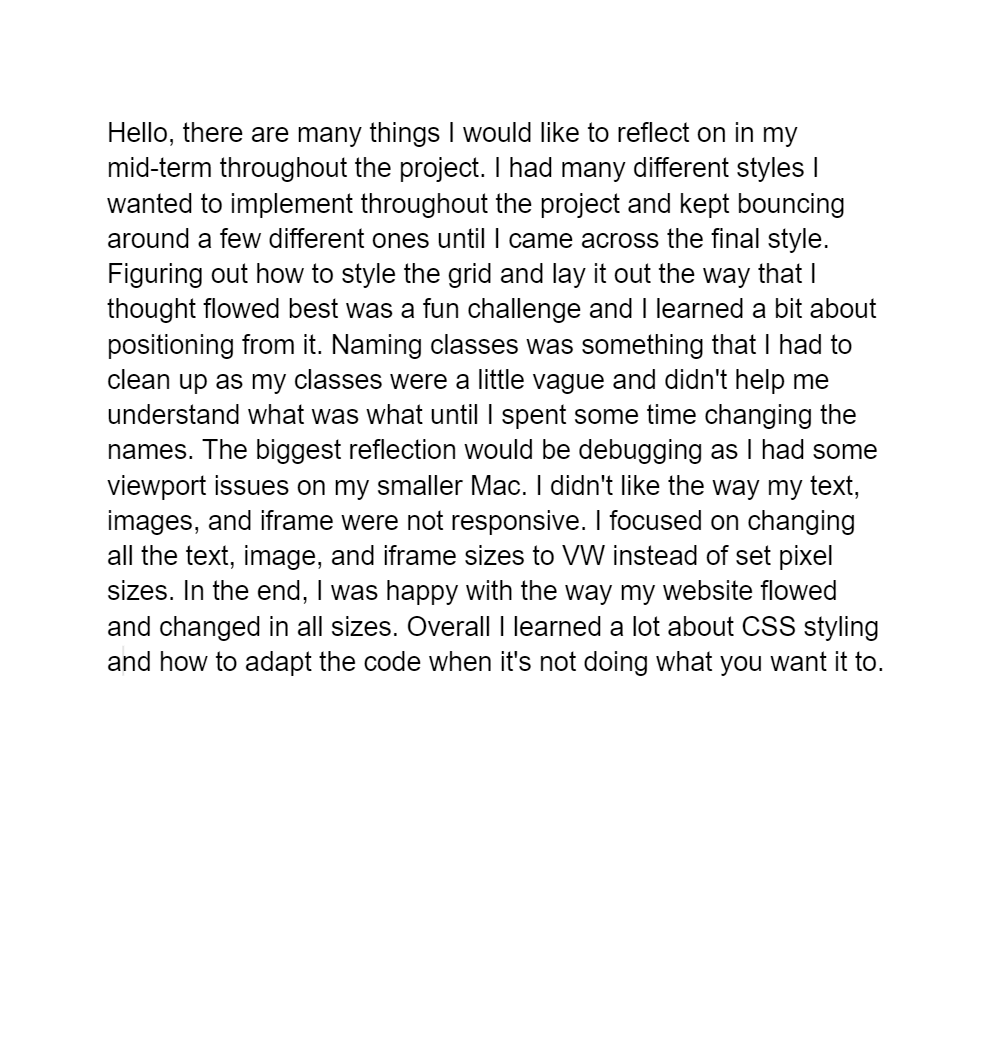 Hello, there are many things I would like to reflect on in my
mid-term throughout the project. I had many different styles I
wanted to implement throughout the project and kept bouncing
around a few different ones until I came across the final style.
Figuring out how to style the grid and lay it out the way that I
thought flowed best was a fun challenge and I learned a bit about
positioning from it. Naming classes was something that I had to
clean up as my classes were a little vague and didn't help me
understand what was what until I spent some time changing the
names. The biggest reflection would be debugging as I had some
viewport issues on my smaller Mac. I didn't like the way my text,
images, and iframe were not responsive. I focused on changing
all the text, image, and iframe sizes to VW instead of set pixel
sizes. In the end, I was happy with the way my website flowed
and changed in all sizes. Overall I learned a lot about CSS styling
and how to adapt the code when it's not doing what you want it to.